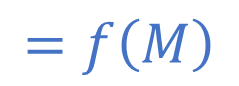 = f(M)